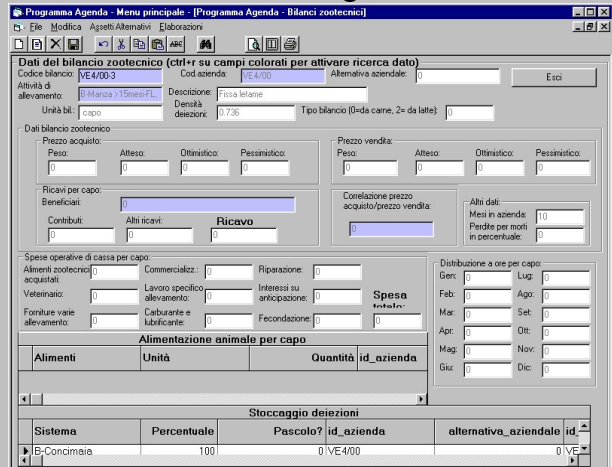 Programma Agenda - Menu principale - [Programma Agenda - Bilanci zootecnici]
File Modifica Assetti Alternativi Elaborazioni
ABC
Dati del bilancio zootecnico (ctrl+r su campi colorati per attivare ricerca dato)
Codice bilancio: VE4/00-3 Cod.azienda: VE4/00 Alternativa aziendale: 0 Esci
Attività di allevamento: B-Manza >15mesi-FL. Descrizione: Fissa letame
Unità bil.: capo Densità deiezioni: 0.736 Tipo bilancio (0=da carne, 2= da latte): 0
Dati bilancio zootecnico
Prezzo acquisto: Prezzo vendita:
Peso: Atteso: Ottimistico: Pessimistico: Peso: Atteso: Ottimistico: Pessimistico:
0 0 0 0 0 0 0 0
Ricavi per capo:
Beneficiari: 0
Contributi: Altri ricavi: Ricavo
0 0 0
Correlazione prezzo acquisto/prezzo vendita:
0
Altri dati:
Mesi in azienda: 10
Perdite per morti in percentuale: 0
Spese operative di cassa per capo:
Alimenti zootecnici acquistati: 0 Commercializz.: 0 Riparazione: 0
Veterinario: 0 Lavoro specifico allevamento: 0 Interessi su anticipazione: 0 Spesa totale:
Forniture varie allevamento: 0 Carburante e lubrificante: 0 Fecondazione: 0 0
Distribuzione a ore per capo:
Gen: 0 Lug: 0
Feb: 0 Ago: 0
Mar: 0 Set: 0
Apr: 0 Ott: 0
Mag: 0 Nov: 0
Giu: 0 Dic: 0
Alimentazione animale per capo
Alimenti Unità Quantità id_azienda
Stoccaggio deiezioni
Sistema Percentuale Pascolo? id_azienda alternativa_aziendale id_
B-Concimaia 100 0 VE4/00 0 VE